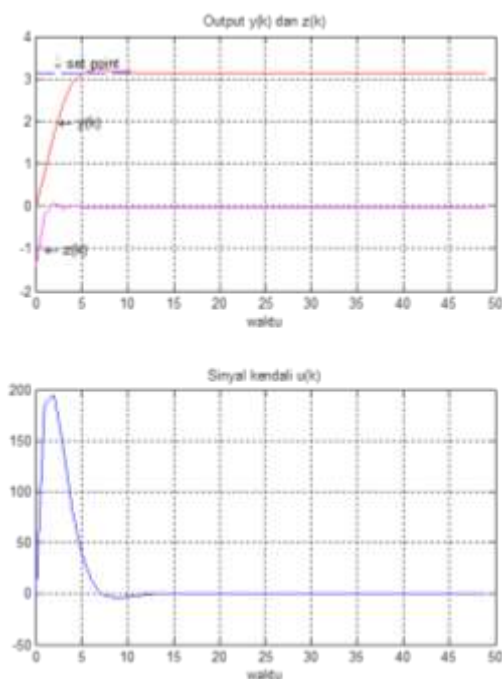 Output y(k) dan z(k)
4
set point
3
2
y(k)
1
0
-1
z(k)
-2
0 5 10 15 20 25 30 35 40 45 50
waktu
Sinyal kendali u(k)
200
150
100
50
0
-50
0 5 10 15 20 25 30 35 40 45 50
waktu